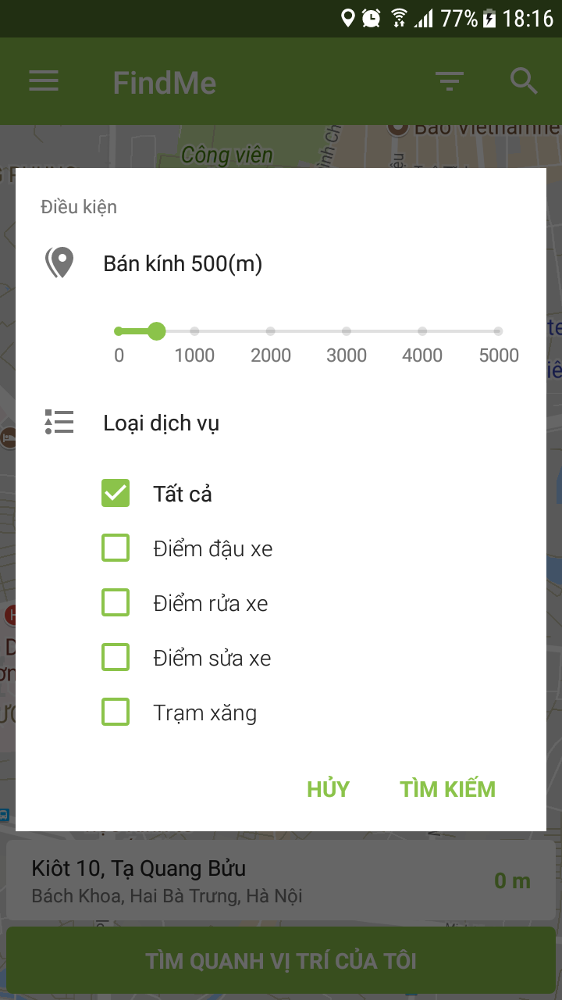 77% 18:16
FindMe
Công viên
Bảo Vietnamne
Điều kiện
Bán kính 500(m)
0 1000 2000 3000 4000 5000
Loại dịch vụ
Tất cả
Điểm đậu xe
Điểm rửa xe
Điểm sửa xe
Trạm xăng
HỦY TÌM KIẾM
Kiôt 10, Tạ Quang Bửu
0 m
Bách Khoa, Hai Bà Trưng, Hà Nội
TÌM QUANH VỊ TRÍ CỦA TÔI